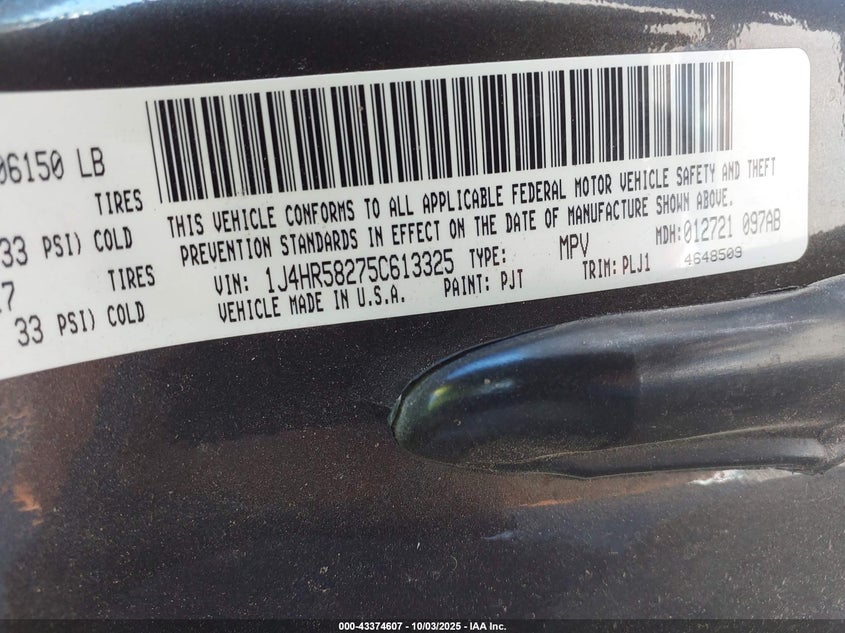 06150 LB
TIRES
33 PSI) COLD
TIRES
33 PSI) COLD
THIS VEHICLE CONFORMS TO ALL APPLICABLE FEDERAL MOTOR VEHICLE SAFETY AND THEFT
PREVENTION STANDARDS IN EFFECT ON THE DATE OF MANUFACTURE SHOWN ABOVE.
MDH:012721 097AB
VIN: 1J4HR58275C613325 TYPE: MPV
4648509
VEHICLE MADE IN U.S.A. PAINT: PJT TRIM: PLJ1
000-43374607 - 10/03/2025 - IAA Inc.